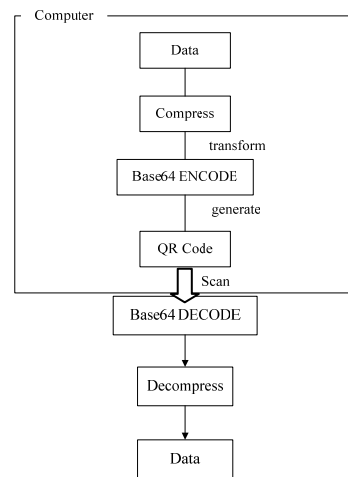 Computer
Data
Compress
transform
Base64 ENCODE
generate
QR Code
Scan
Base64 DECODE
Decompress
Data